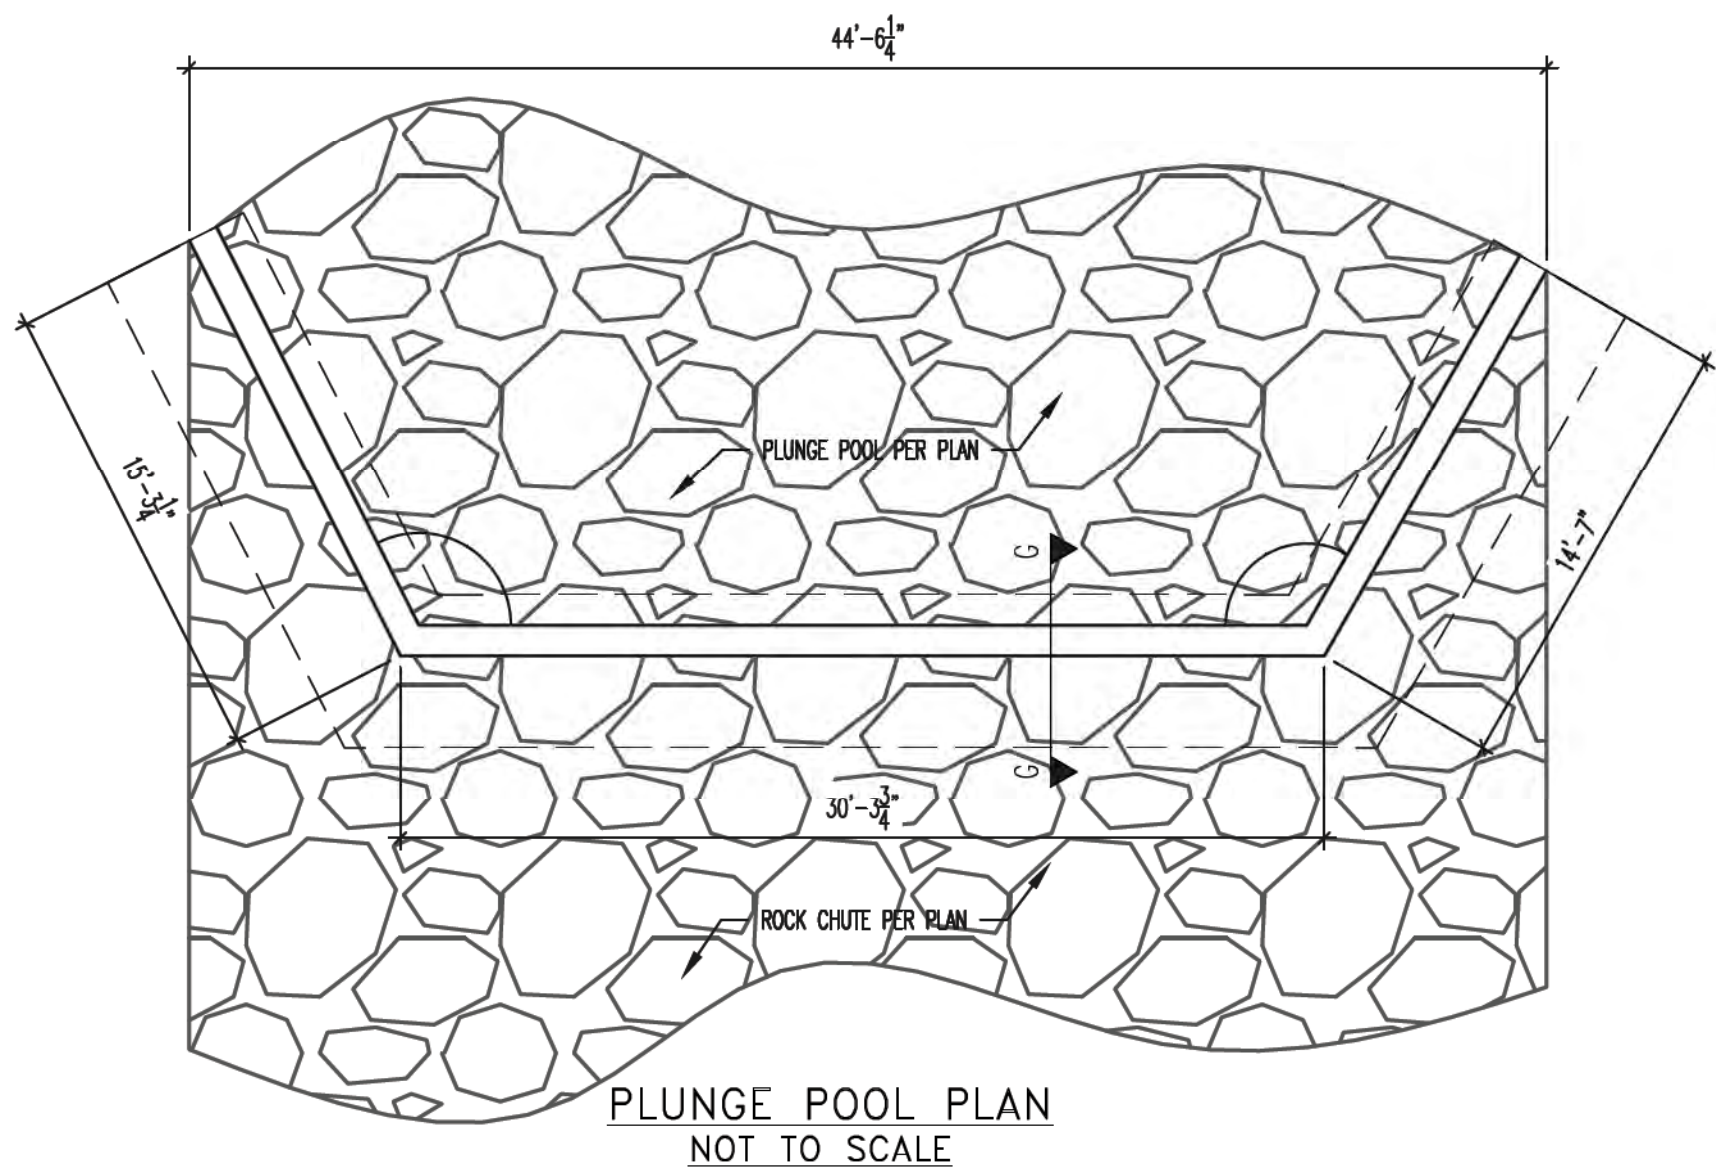 44'-6 1/4"
15'-3 1/4"
PLUNGE POOL PER PLAN
G
14'-7"
G
30'-3 3/4"
ROCK CHUTE PER PLAN
PLUNGE POOL PLAN
NOT TO SCALE